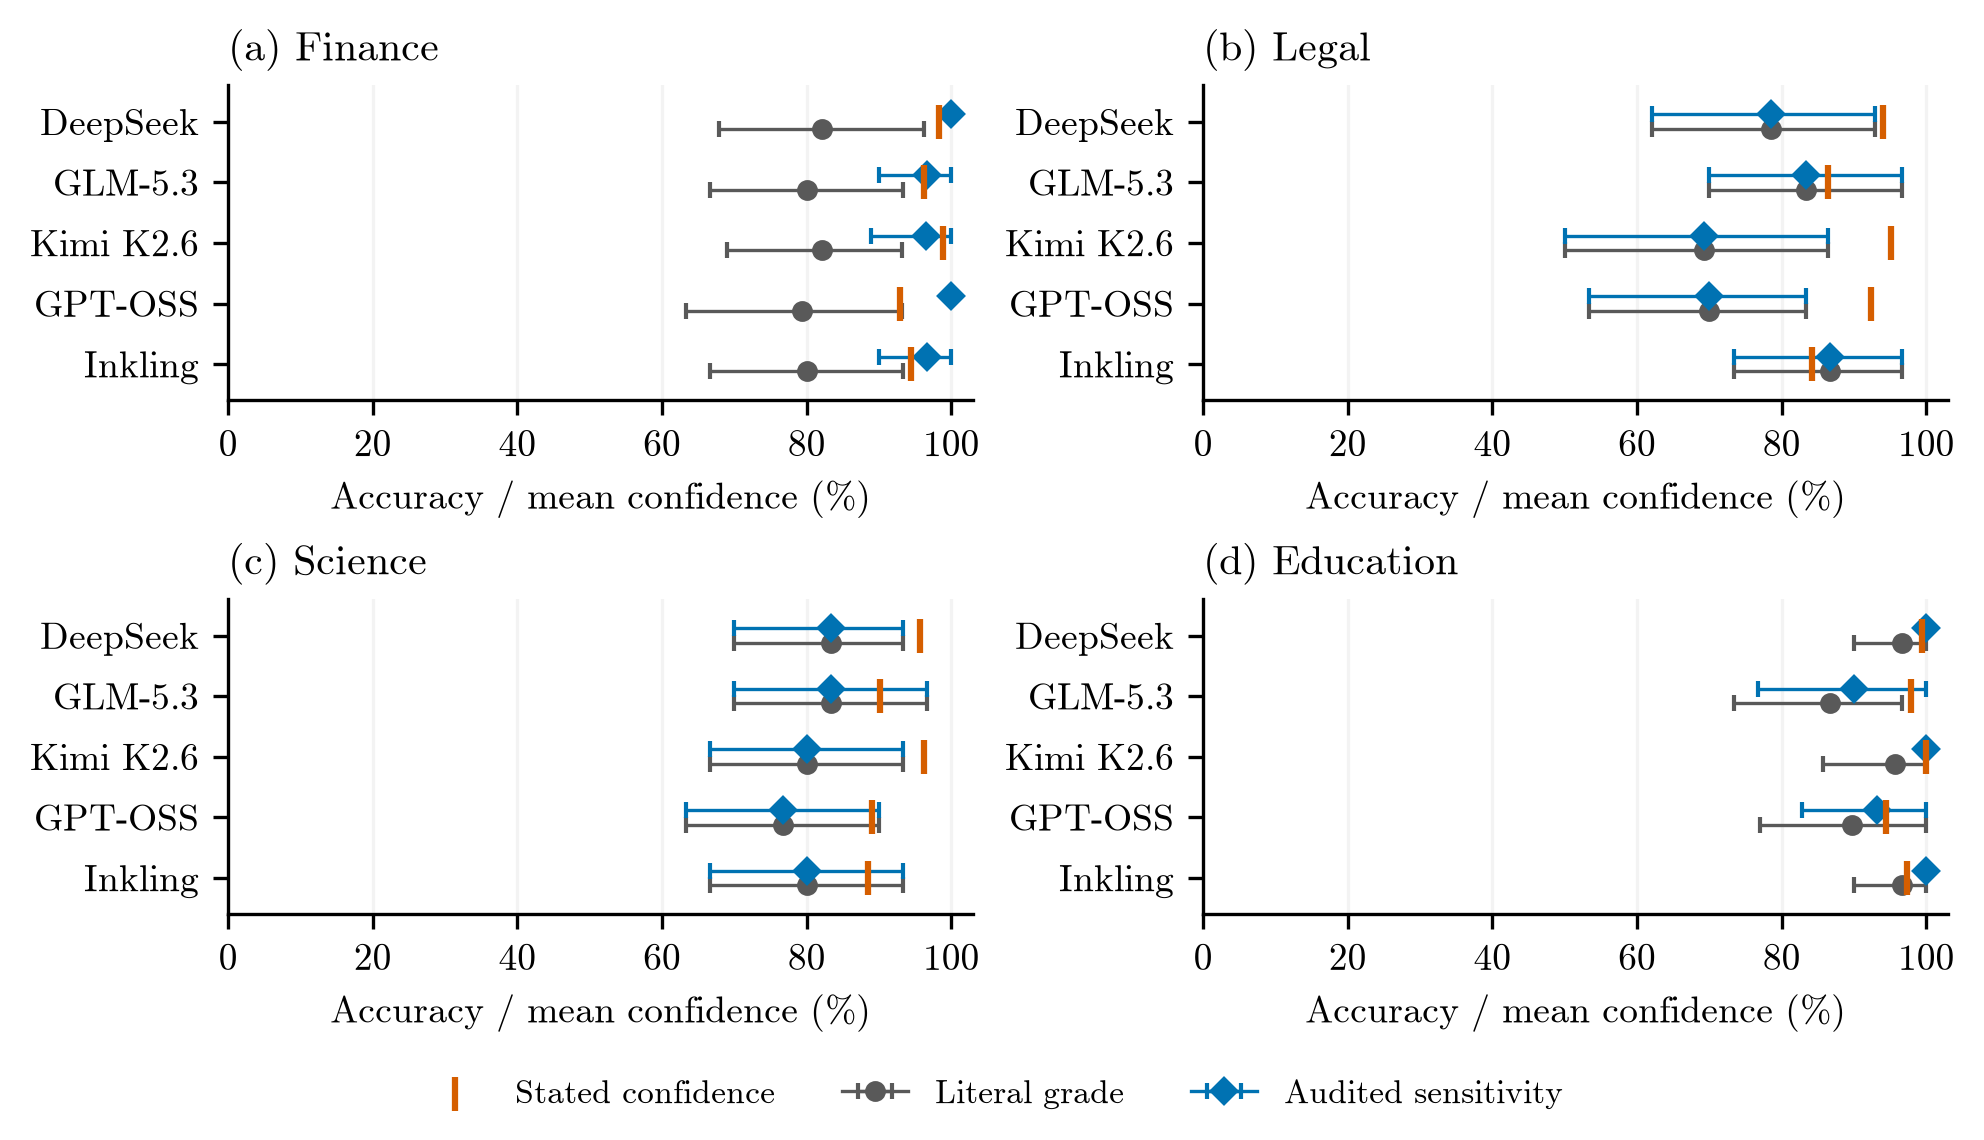 (a) Finance
DeepSeek
GLM-5.3
Kimi K2.6
GPT-OSS
Inkling
0 20 40 60 80 100
Accuracy / mean confidence (%)
(b) Legal
DeepSeek
GLM-5.3
Kimi K2.6
GPT-OSS
Inkling
0 20 40 60 80 100
Accuracy / mean confidence (%)
(c) Science
DeepSeek
GLM-5.3
Kimi K2.6
GPT-OSS
Inkling
0 20 40 60 80 100
Accuracy / mean confidence (%)
(d) Education
DeepSeek
GLM-5.3
Kimi K2.6
GPT-OSS
Inkling
0 20 40 60 80 100
Accuracy / mean confidence (%)
Stated confidence Literal grade Audited sensitivity